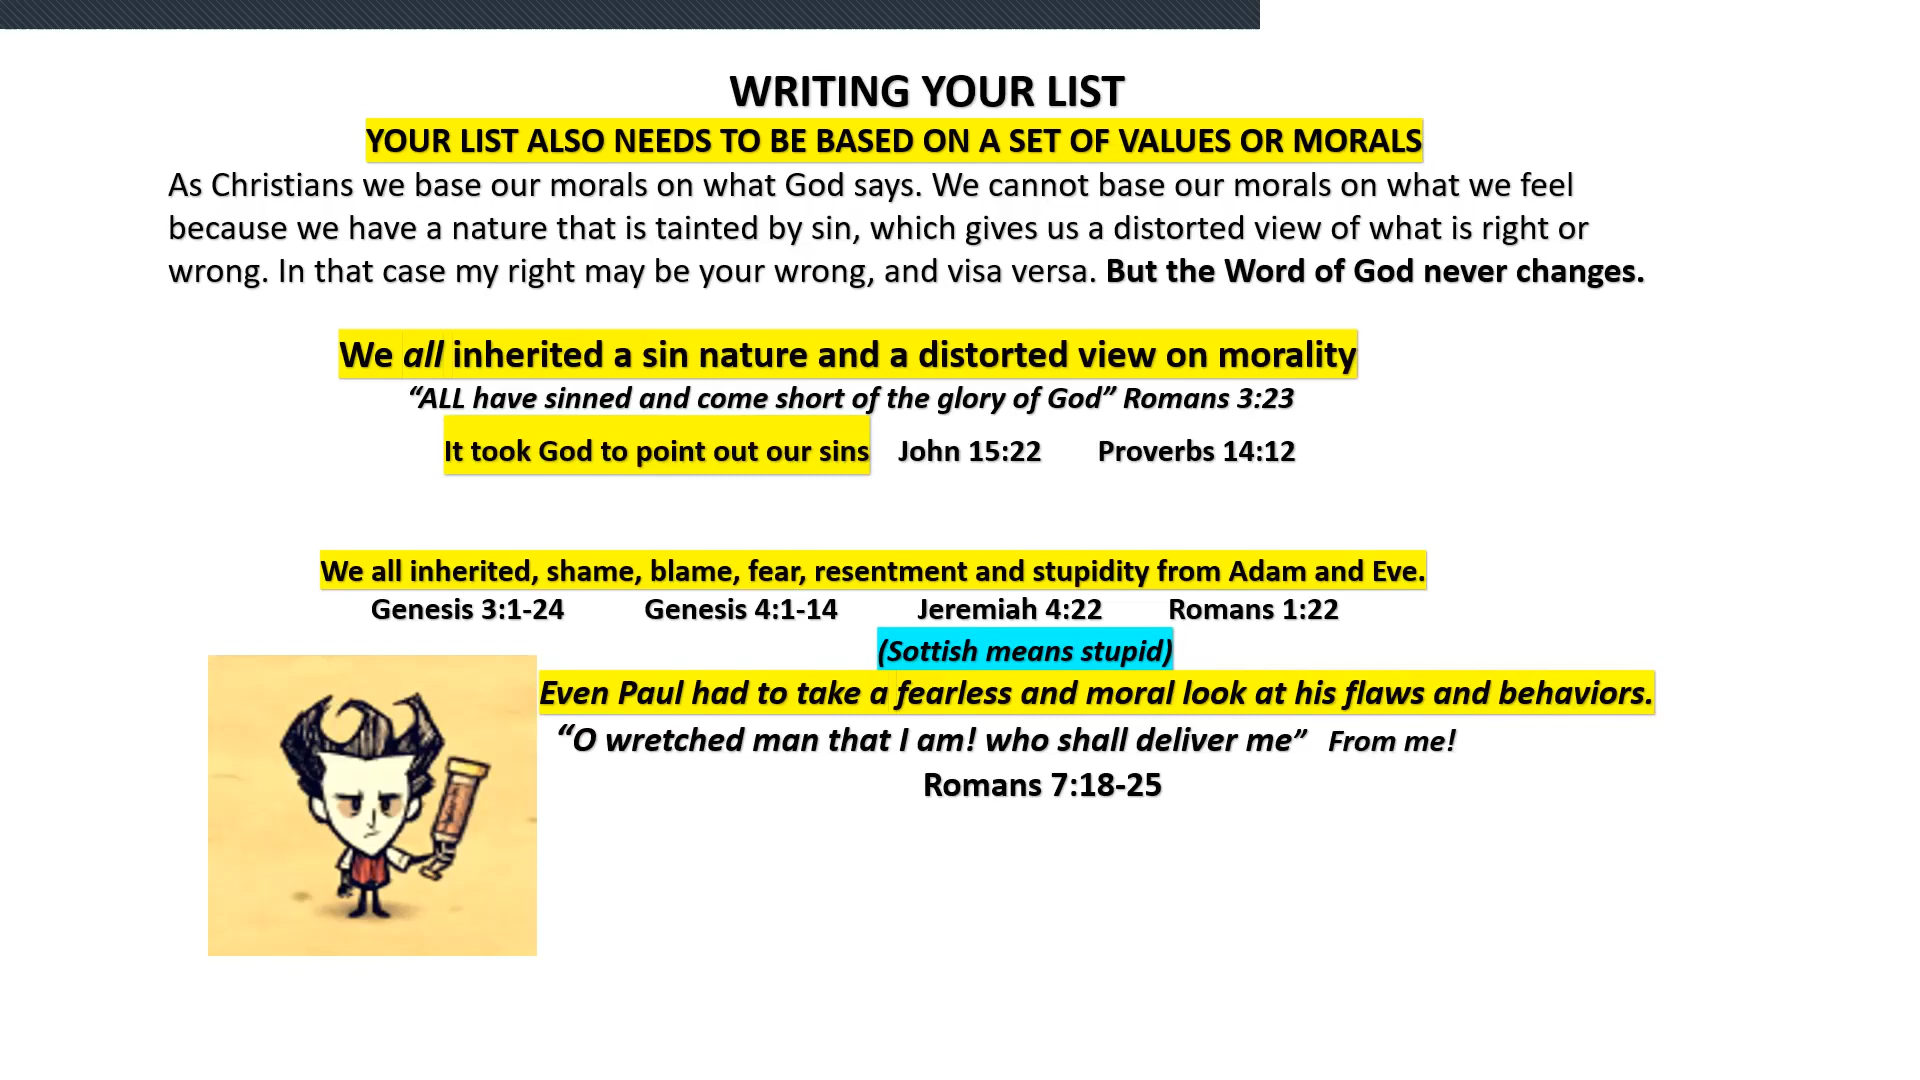 WRITING YOUR LIST
YOUR LIST ALSO NEEDS TO BE BASED ON A SET OF VALUES OR MORALS
As Christians we base our morals on what God says. We cannot base our morals on what we feel
because we have a nature that is tainted by sin, which gives us a distorted view of what is right or
wrong. In that case my right may be your wrong, and visa versa. But the Word of God never changes.
We all inherited a sin nature and a distorted view on morality
“ALL have sinned and come short of the glory of God” Romans 3:23
It took God to point out our sins John 15:22 Proverbs 14:12
We all inherited, shame, blame, fear, resentment and stupidity from Adam and Eve.
Genesis 3:1-24 Genesis 4:1-14 Jeremiah 4:22 Romans 1:22
(Sottish means stupid)
Even Paul had to take a fearless and moral look at his flaws and behaviors.
“O wretched man that I am! who shall deliver me” From me!
Romans 7:18-25